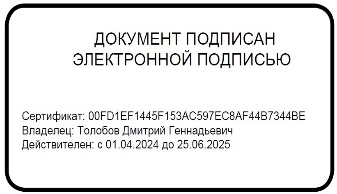 ДОКУМЕНТ ПОДПИСАН
ЭЛЕКТРОННОЙ ПОДПИСЬЮ
Сертификат: 00FD1EF1445F153AC597EC8AF44B7344BE
Владелец: Толобов Дмитрий Геннадьевич
Действителен: с 01.04.2024 до 25.06.2025